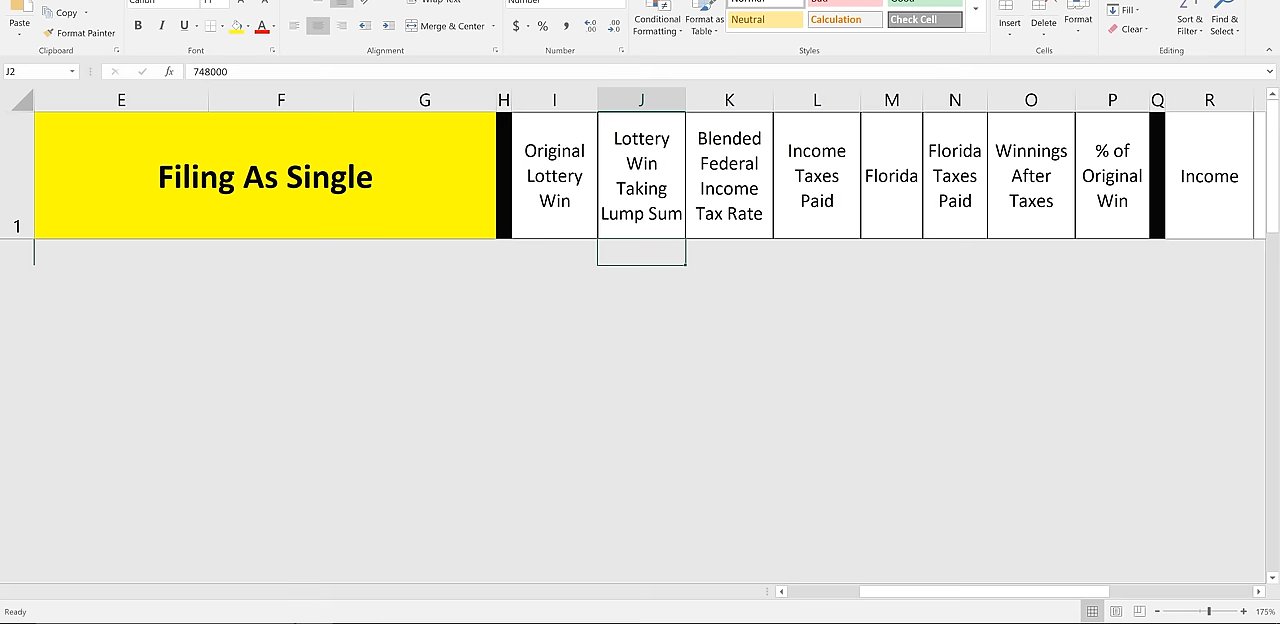 Copy
Paste
Format Painter
Clipboard
B I U
Font
Merge & Center
Alignment
$ % ,
Number
Conditional Formatting
Format as Table
Neutral
Calculation
Check Cell
Styles
Insert
Delete
Format
Cells
Fill
Clear
Sort & Filter
Find & Select
Editing
J2
fx
748000
E F G H I J K L M N O P Q R
1
Filing As Single
Original
Lottery
Win
Lottery
Win
Taking
Lump Sum
Blended
Federal
Income
Tax Rate
Income
Taxes
Paid
Florida
Florida
Taxes
Paid
Winnings
After
Taxes
% of
Original
Win
Income
Ready
175%